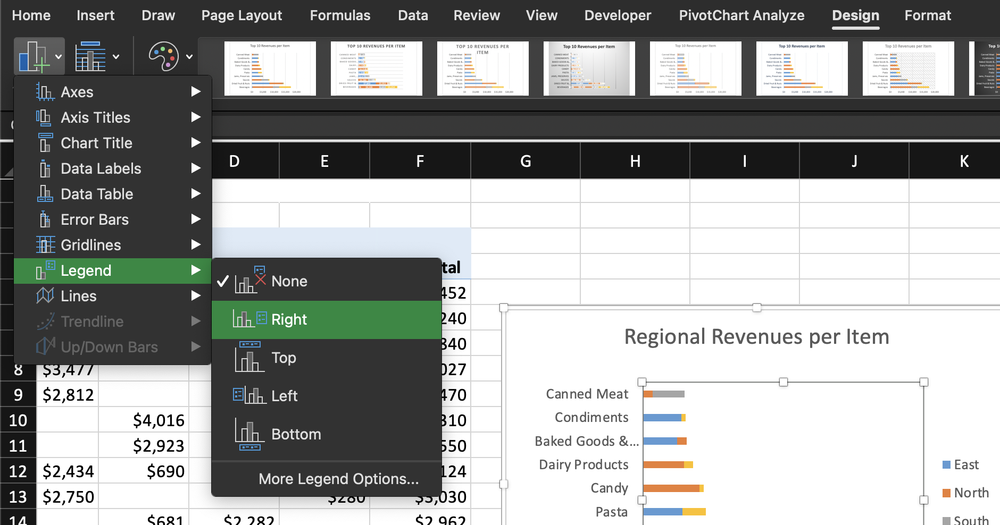 Home Insert Draw Page Layout Formulas Data Review View Developer PivotChart Analyze Design Format
Top 10 Revenues per Item
TOP 10 REVENUES PER ITEM
TOP 10 REVENUES PER
ITEM
Top 10 Revenues per Item
Top 10 Revenues per Item
Top 10 Revenues per Item
Top 10 Revenues per Item
Axes
Axis Titles
Chart Title
Data Labels
Data Table
Error Bars
Gridlines
Legend
Lines
Trendline
Up/Down Bars
None
Right
Top
Left
Bottom
More Legend Options...
D E F G H I J K
tal
452
240
840
8 $3,477 027
9 $2,812 470
10 $4,016 310
11 $2,923 550
12 $2,434 $690 124
13 $2,750 $280 $3,030
14 $681 $2,282 $2,962
Regional Revenues per Item
Canned Meat
Condiments
Baked Goods &...
Dairy Products
Candy
Pasta
East
North
South